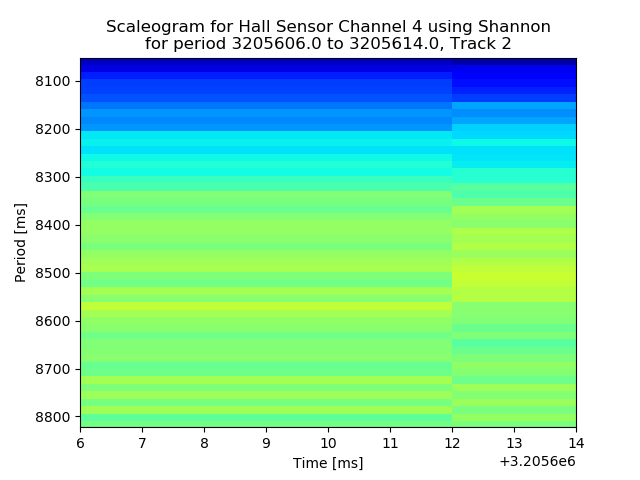 Scaleogram for Hall Sensor Channel 4 using Shannon
for period 3205606.0 to 3205614.0, Track 2
8100
8200
8300
8400
8500
8600
8700
8800
Period [ms]
6 7 8 9 10 11 12 13 14
Time [ms]
+3.2056e6